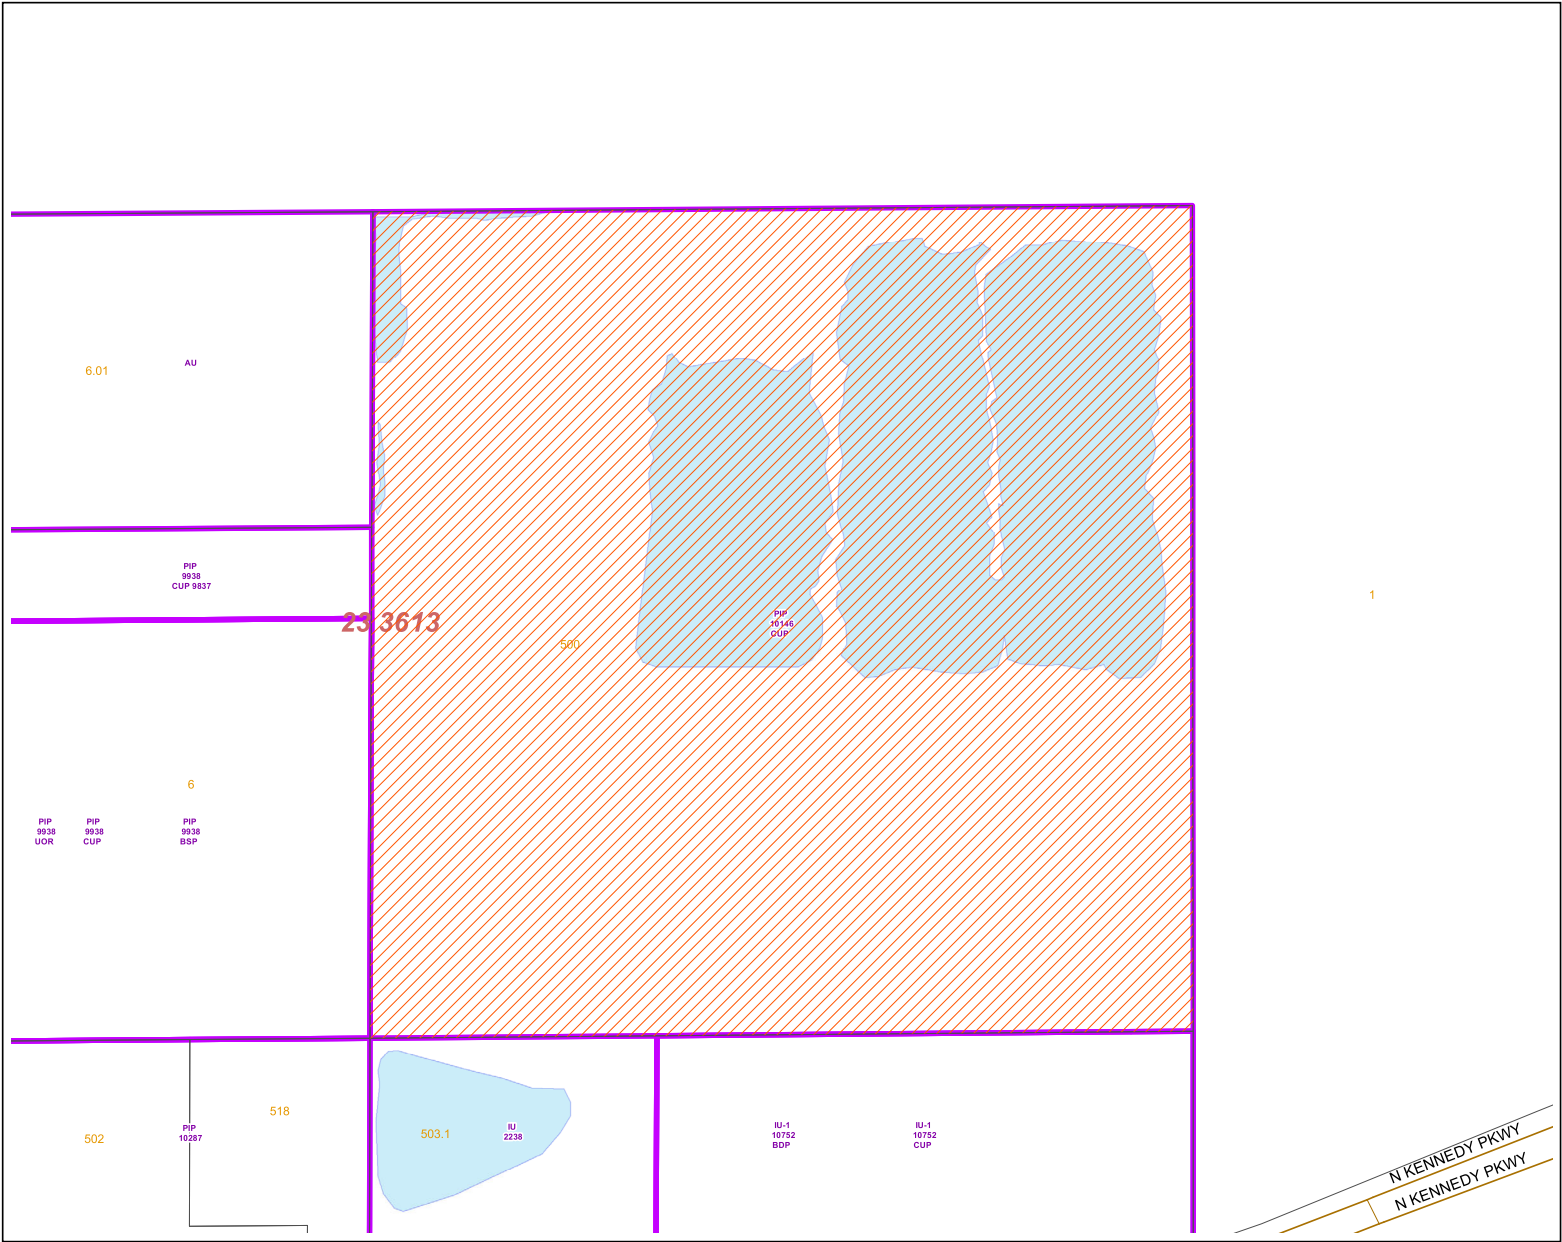 6.01
AU
PIP
9938
CUP 9837
23 3613
500
PIP
10146
CUP
1
6
PIP
9938
UOR
PIP
9938
CUP
PIP
9938
BSP
502
PIP
10287
518
503.1
IU
2238
IU-1
10752
BDP
IU-1
10752
CUP
N KENNEDY PKWY
N KENNEDY PKWY